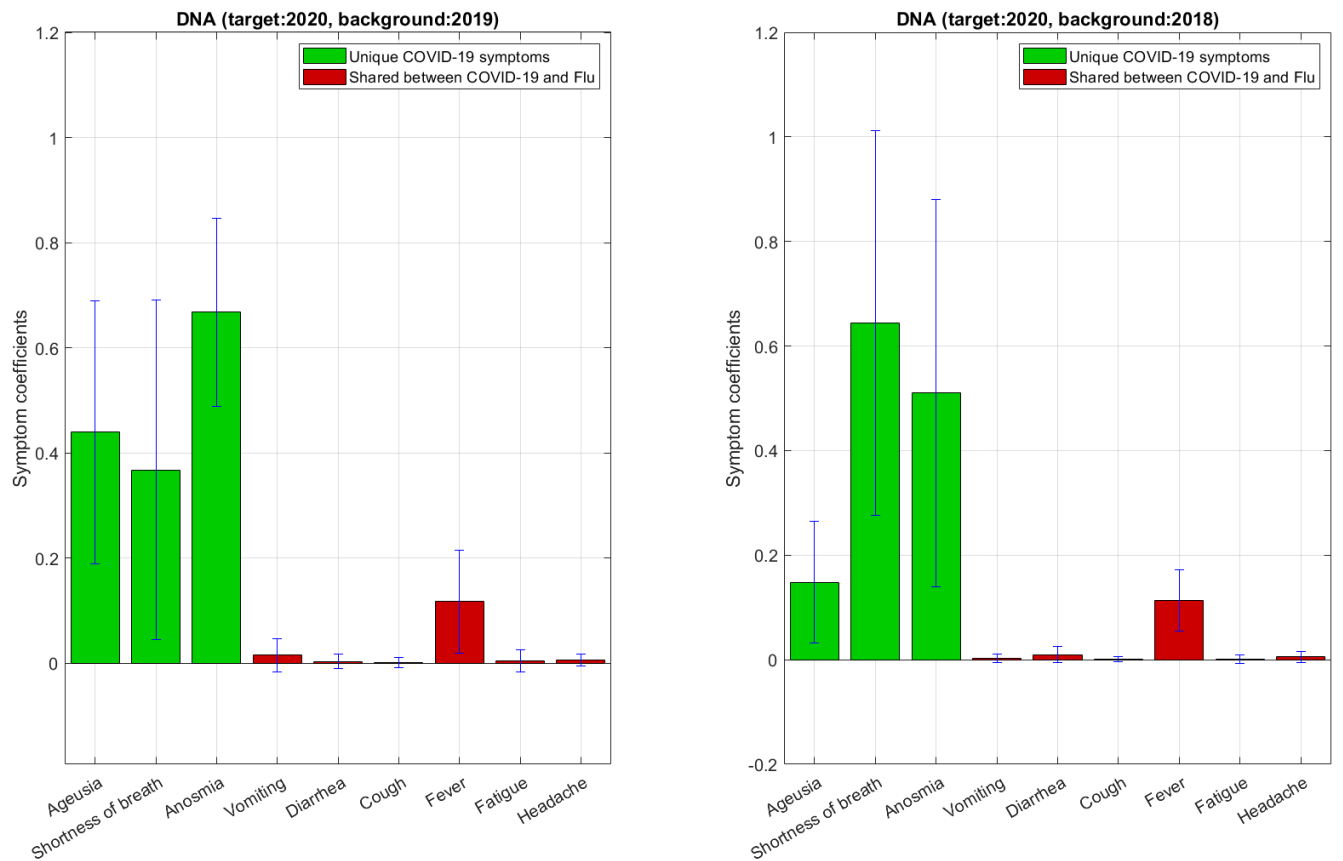 DNA (target:2020, background:2019)
1.2
1
0.8
0.6
0.4
0.2
0
Symptom coefficients
Unique COVID-19 symptoms
Shared between COVID-19 and Flu
Ageusia
Shortness of breath
Anosmia
Vomiting
Diarrhea
Cough
Fever
Fatigue
Headache
DNA (target:2020, background:2018)
1.2
1
0.8
0.6
0.4
0.2
0
-0.2
Symptom coefficients
Unique COVID-19 symptoms
Shared between COVID-19 and Flu
Ageusia
Shortness of breath
Anosmia
Vomiting
Diarrhea
Cough
Fever
Fatigue
Headache